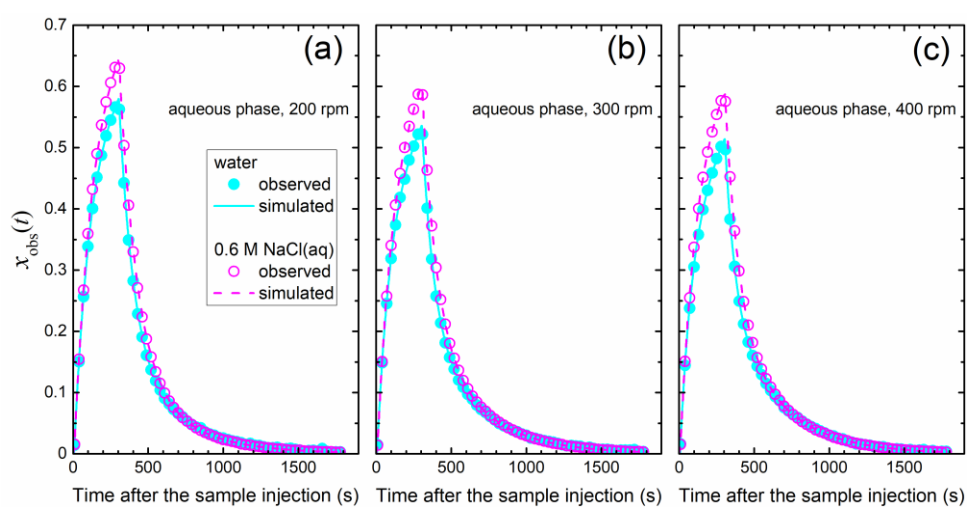 0.7
0.6
0.5
0.4
0.3
0.2
0.1
0
x_obs(t)
(a)
aqueous phase, 200 rpm
water
observed
simulated
0.6 M NaCl(aq)
observed
simulated
0 500 1000 1500
Time after the sample injection (s)
(b)
aqueous phase, 300 rpm
0 500 1000 1500
Time after the sample injection (s)
(c)
aqueous phase, 400 rpm
0 500 1000 1500
Time after the sample injection (s)